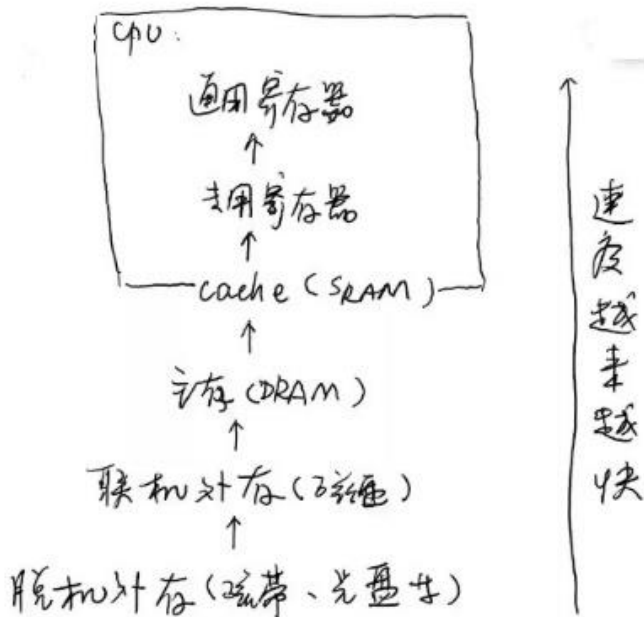 CPU:
通用寄存器
专用寄存器
cache (SRAM)
主存 (DRAM)
联机外存 (磁盘)
脱机外存 (磁带、光盘等)
速度越来越快